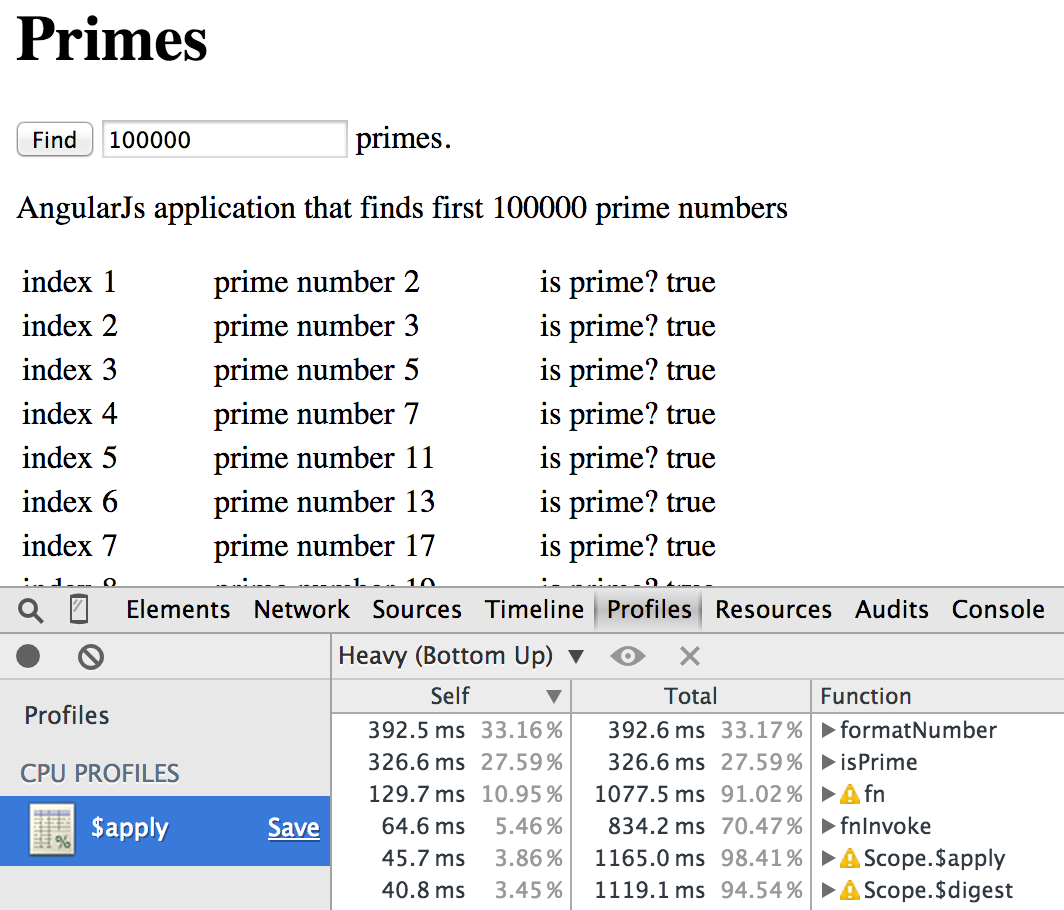 Primes
Find 100000 primes.
AngularJs application that finds first 100000 prime numbers
index 1 prime number 2 is prime? true
index 2 prime number 3 is prime? true
index 3 prime number 5 is prime? true
index 4 prime number 7 is prime? true
index 5 prime number 11 is prime? true
index 6 prime number 13 is prime? true
index 7 prime number 17 is prime? true
index 8 prime number 19 is prime? true
Elements Network Sources Timeline Profiles Resources Audits Console
Heavy (Bottom Up)
Profiles
CPU PROFILES
$apply Save
Self Total Function
392.5 ms 33.16% 392.6 ms 33.17% formatNumber
326.6 ms 27.59% 326.6 ms 27.59% isPrime
129.7 ms 10.95% 1077.5 ms 91.02% fn
64.6 ms 5.46% 834.2 ms 70.47% fnInvoke
45.7 ms 3.86% 1165.0 ms 98.41% Scope.$apply
40.8 ms 3.45% 1119.1 ms 94.54% Scope.$digest